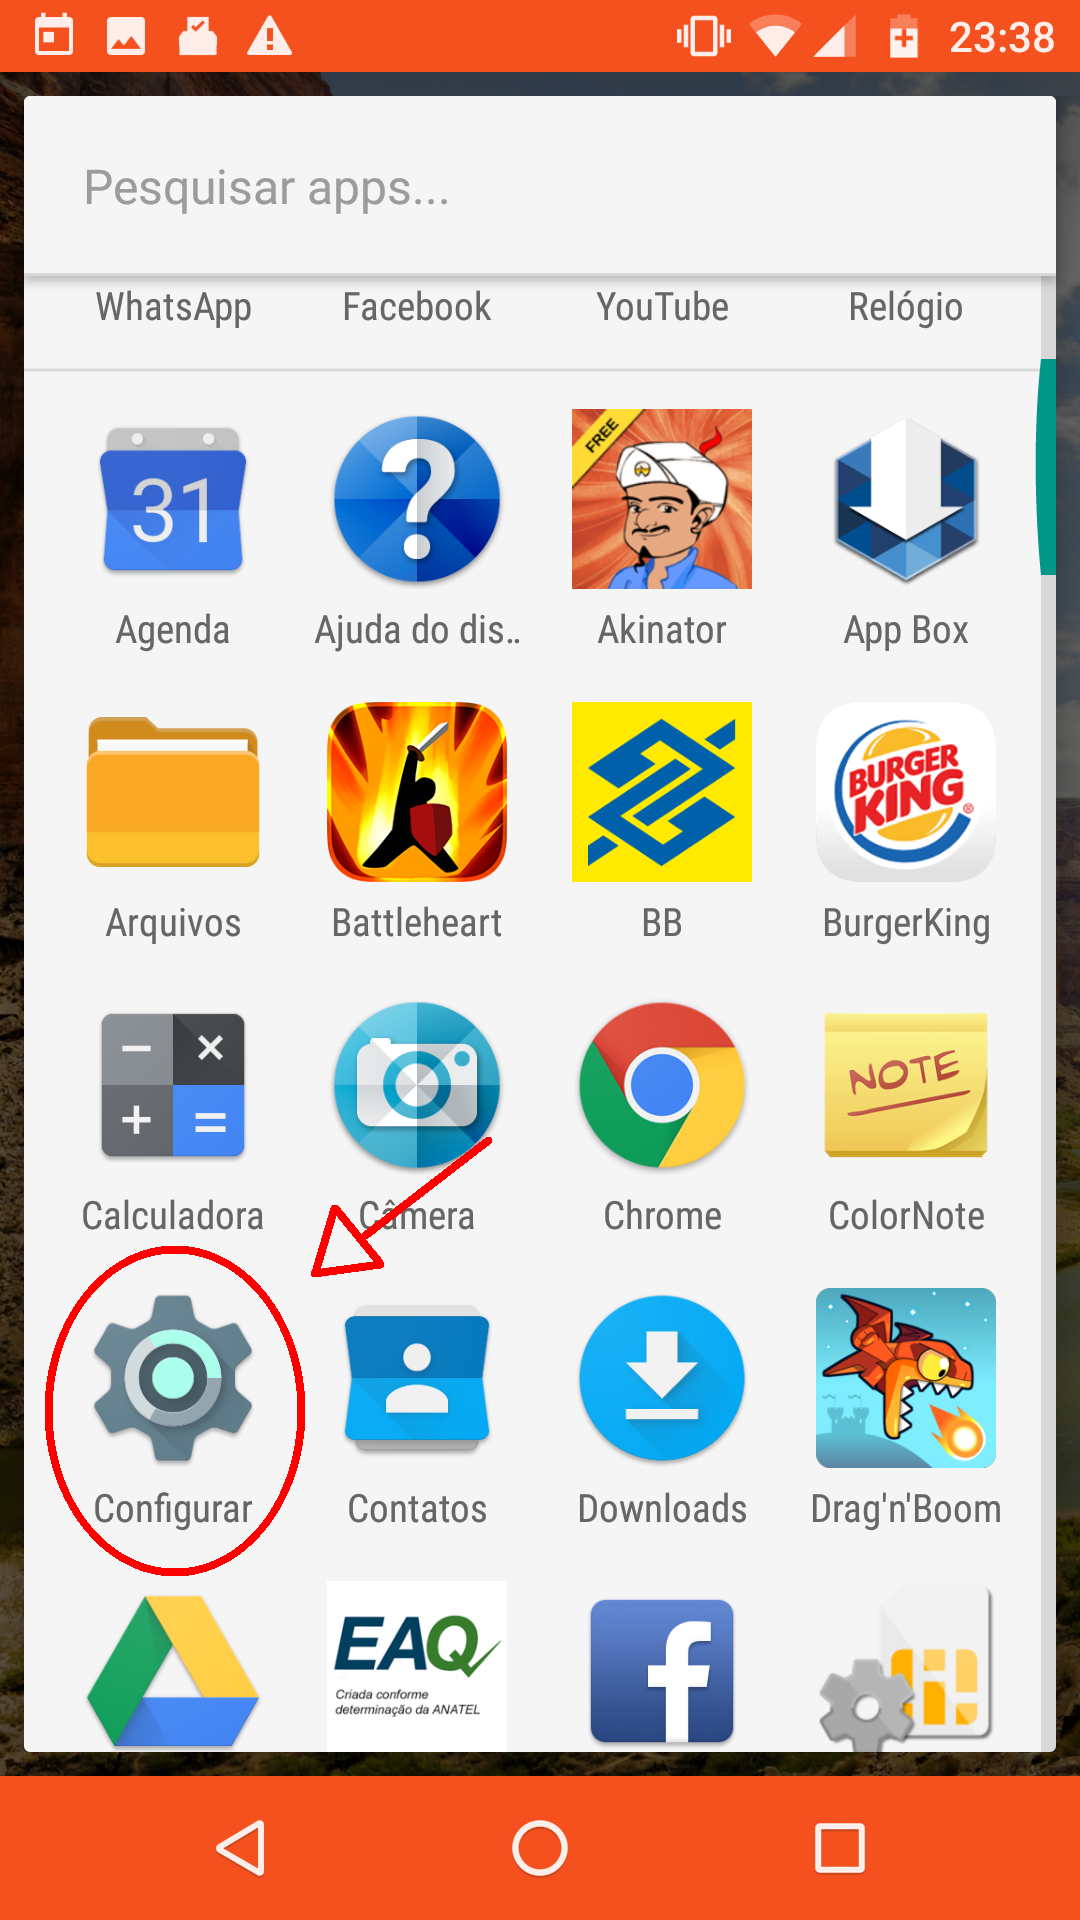 23:38
Pesquisar apps...
WhatsApp Facebook YouTube Relógio
31
FREE
Agenda Ajuda do dis.. Akinator App Box
BURGER
KING®
Arquivos Battleheart BB BurgerKing
NOTE
Calculadora Câmera Chrome ColorNote
Configurar Contatos Downloads Drag'n'Boom
EAQ
Criada conforme
determinação da ANATEL
f